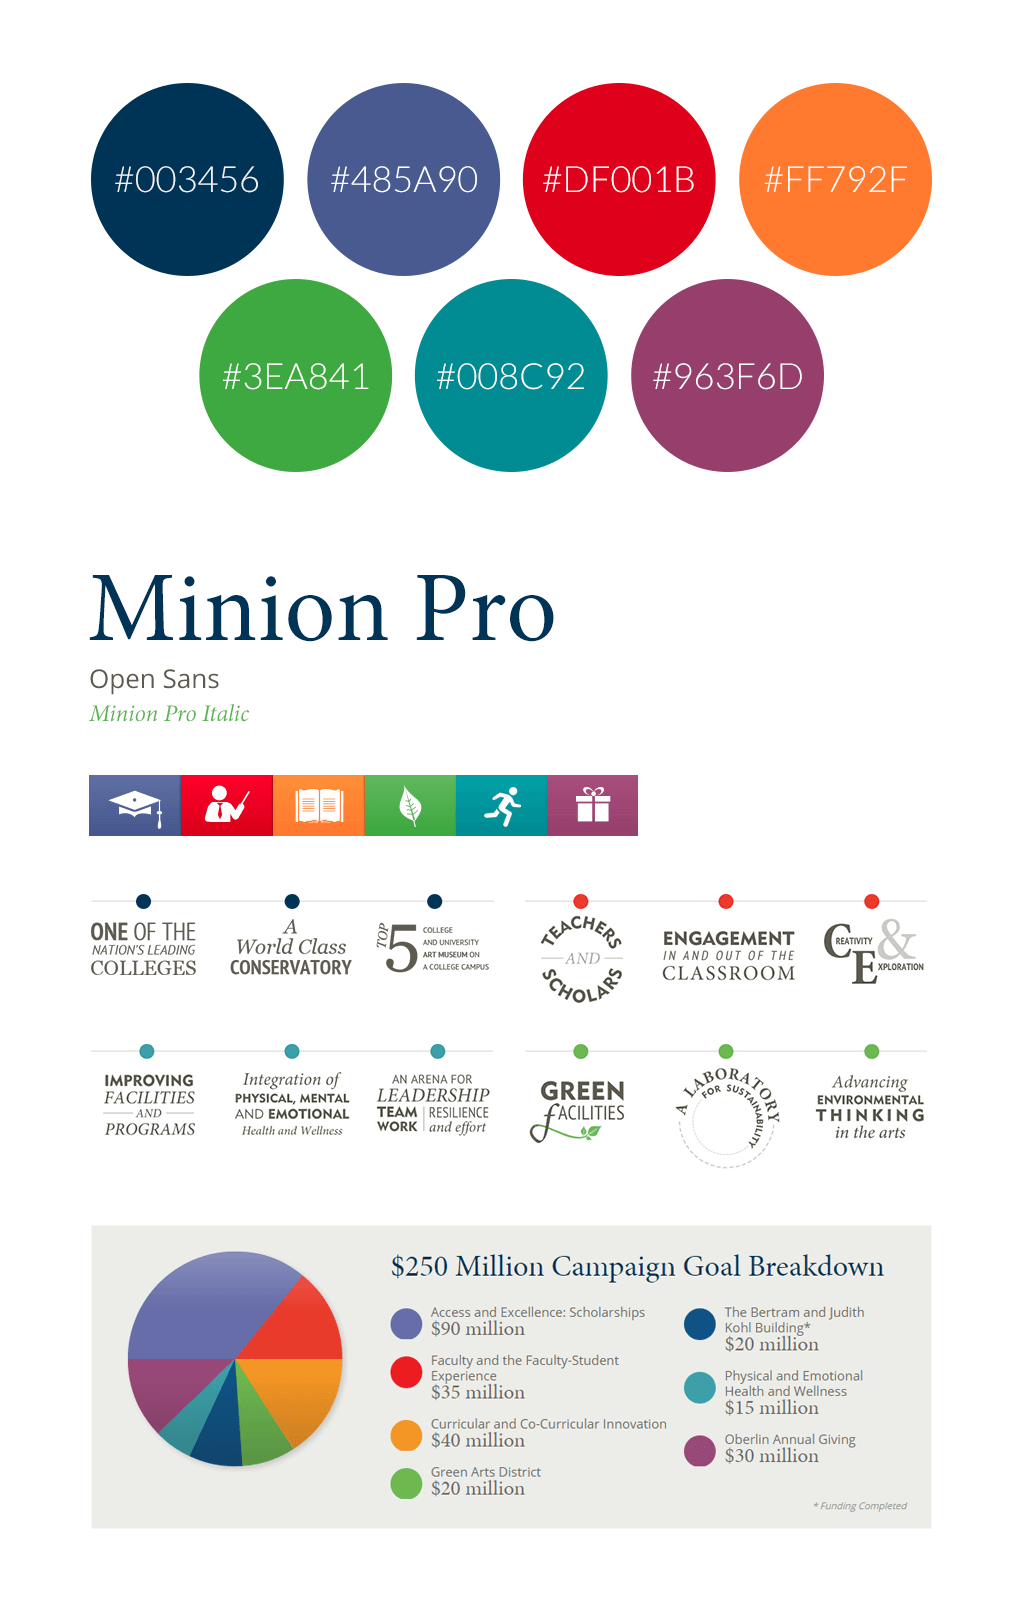 #003456
#485A90
#DF001B
#FF792F
#3EA841
#008C92
#963F6D
Minion Pro
Open Sans
Minion Pro Italic
ONE OF THE
NATION'S LEADING
COLLEGES
A
World Class
CONSERVATORY
TOP
5
COLLEGE
AND UNIVERSITY
ART MUSEUM ON
A COLLEGE CAMPUS
TEACHERS
AND
SCHOLARS
ENGAGEMENT
IN AND OUT OF THE
CLASSROOM
CREATIVITY
&
EXPLORATION
IMPROVING
FACILITIES
AND
PROGRAMS
Integration of
PHYSICAL, MENTAL
AND EMOTIONAL
Health and Wellness
AN ARENA FOR
LEADERSHIP
TEAM
WORK
RESILIENCE
and effort
GREEN
fACILITIES
A LABORATORY
FOR SUSTAINABILITY
Advancing
ENVIRONMENTAL
THINKING
in the arts
$250 Million Campaign Goal Breakdown
Access and Excellence: Scholarships
$90 million
Faculty and the Faculty-Student
Experience
$35 million
Curricular and Co-Curricular Innovation
$40 million
Green Arts District
$20 million
The Bertram and Judith
Kohl Building*
$20 million
Physical and Emotional
Health and Wellness
$15 million
Oberlin Annual Giving
$30 million
* Funding Completed